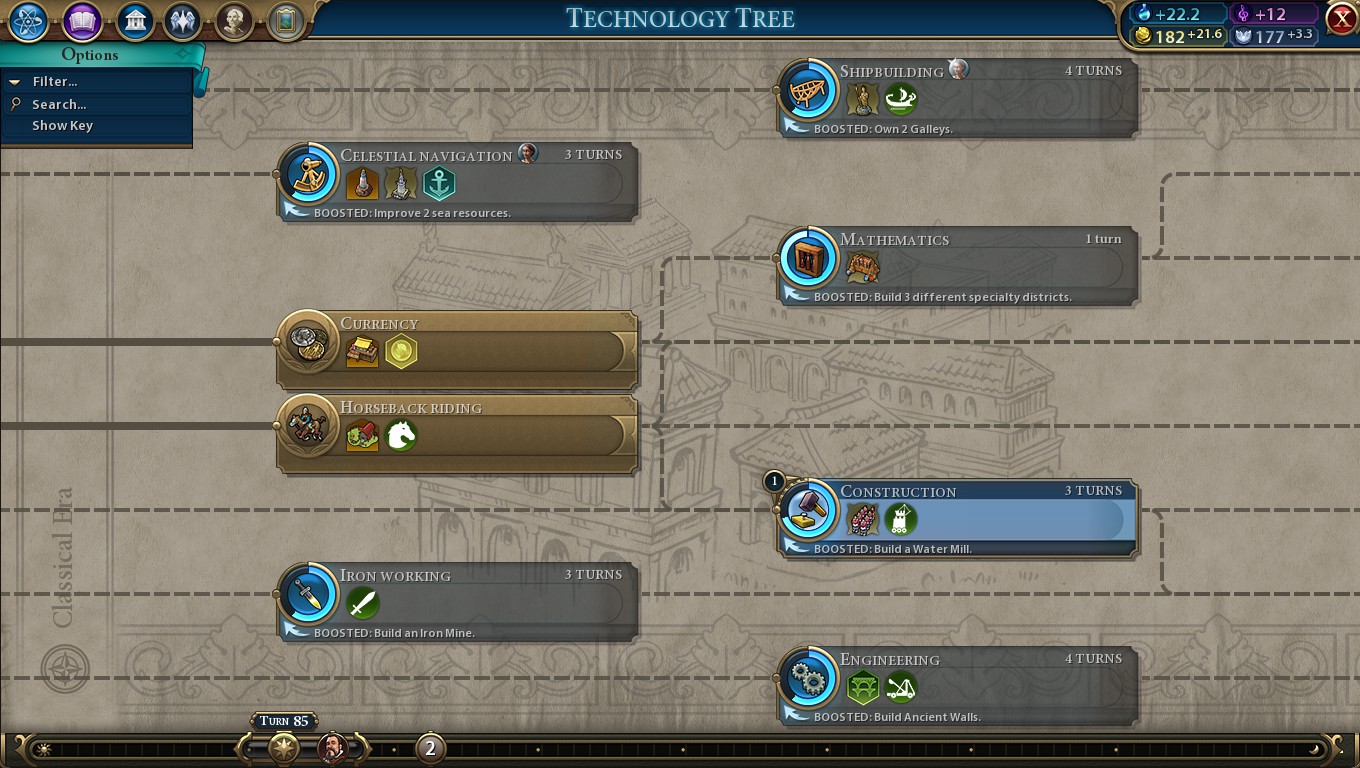 TECHNOLOGY TREE
+22.2
+12
182 +21.6
177 +3.3
X
Options
Filter...
Search...
Show Key
SHIPBUILDING
4 TURNS
BOOSTED: Own 2 Galleys.
CELESTIAL NAVIGATION
3 TURNS
BOOSTED: Improve 2 sea resources.
MATHEMATICS
1 turn
BOOSTED: Build 3 different specialty districts.
CURRENCY
HORSEBACK RIDING
1
CONSTRUCTION
3 TURNS
BOOSTED: Build a Water Mill.
IRON WORKING
3 TURNS
BOOSTED: Build an Iron Mine.
Classical Era
ENGINEERING
4 TURNS
BOOSTED: Build Ancient Walls.
TURN 85
2